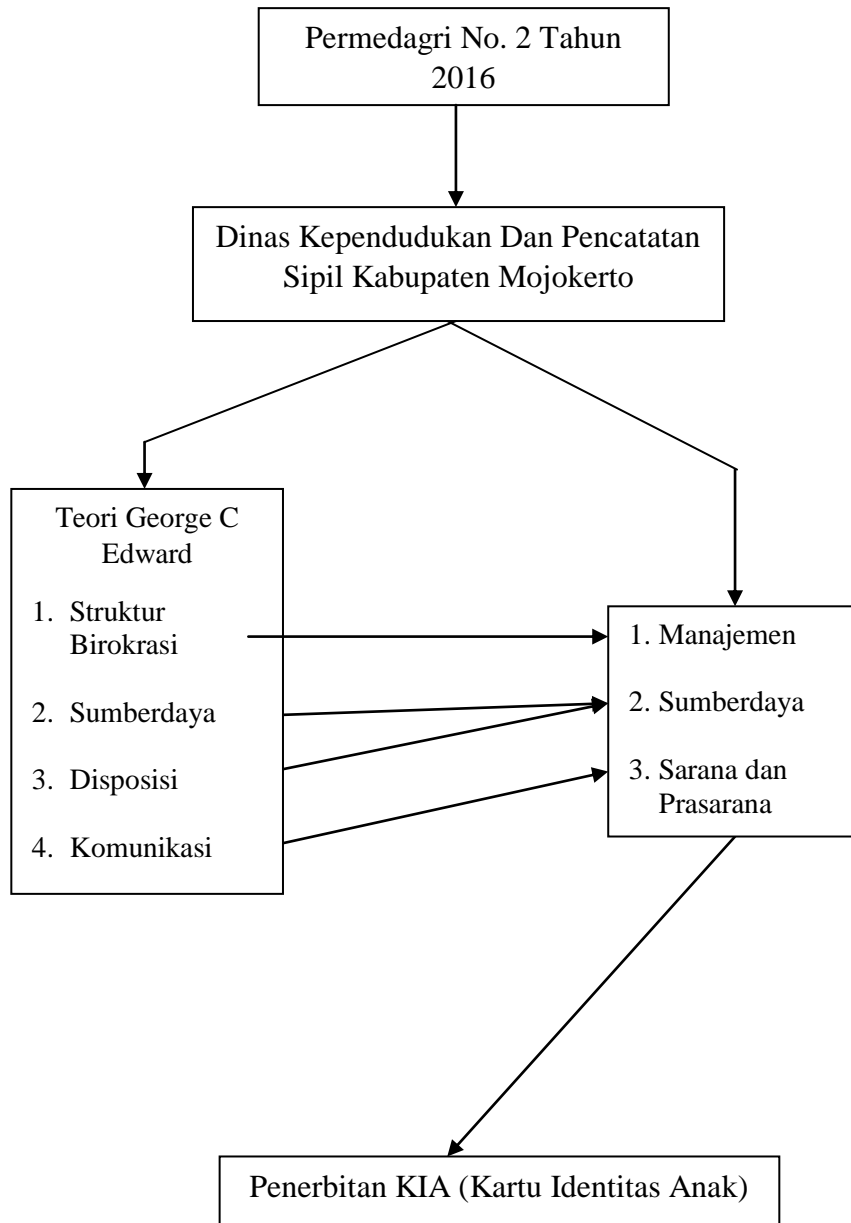 Permedagri No. 2 Tahun
2016
Dinas Kependudukan Dan Pencatatan
Sipil Kabupaten Mojokerto
Teori George C
Edward
1. Struktur
Birokrasi
2. Sumberdaya
3. Disposisi
4. Komunikasi
1. Manajemen
2. Sumberdaya
3. Sarana dan
Prasarana
Penerbitan KIA (Kartu Identitas Anak)